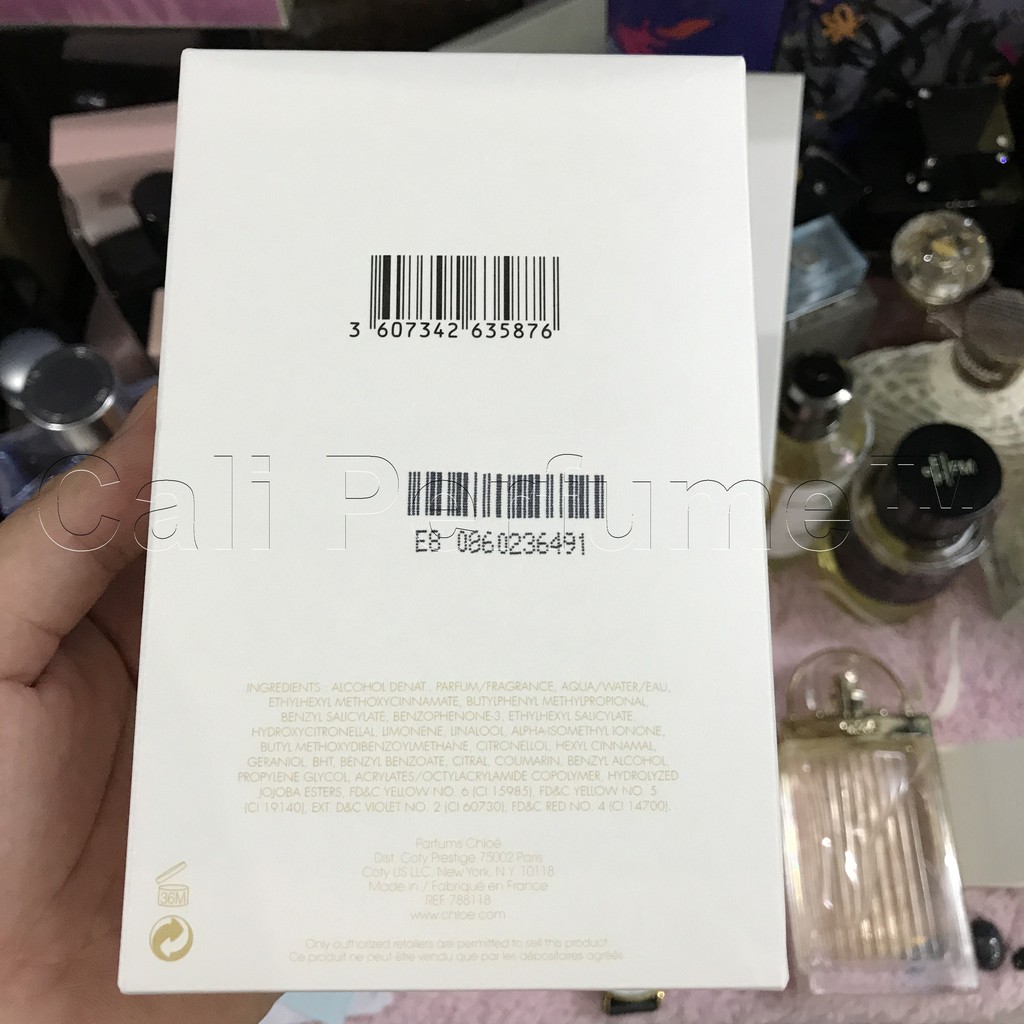 3 607342 635876
Cali Perfume™
E8 0860236491
INGREDIENTS : ALCOHOL DENAT., PARFUM/FRAGRANCE, AQUA/WATER/EAU,
ETHYLHEXYL METHOXYCINNAMATE, BUTYLPHENYL METHYLPROPIONAL,
BENZYL SALICYLATE, BENZOPHENONE-3, ETHYLHEXYL SALICYLATE,
HYDROXYCITRONELLAL, LIMONENE, LINALOOL, ALPHA-ISOMETHYL IONONE,
BUTYL METHOXYDIBENZOYLMETHANE, CITRONELLOL, HEXYL CINNAMAL,
GERANIOL, BHT, BENZYL BENZOATE, CITRAL, COUMARIN, BENZYL ALCOHOL,
PROPYLENE GLYCOL, ACRYLATES/OCTYLACRYLAMIDE COPOLYMER, HYDROLYZED
JOJOBA ESTERS, FD&C YELLOW NO. 6 (CI 15985), FD&C YELLOW NO. 5
(CI 19140), EXT. D&C VIOLET NO. 2 (CI 60730), FD&C RED NO. 4 (CI 14700).
Parfums Chloé
Dist. Coty Prestige 75002 Paris
Coty US LLC, New York, N.Y. 10118
Made in / Fabriqué en France
REF 788118
www.chloe.com
36M
Only authorized retailers are permitted to sell this product.
Ce produit ne peut être vendu que par les dépositaires agréés.